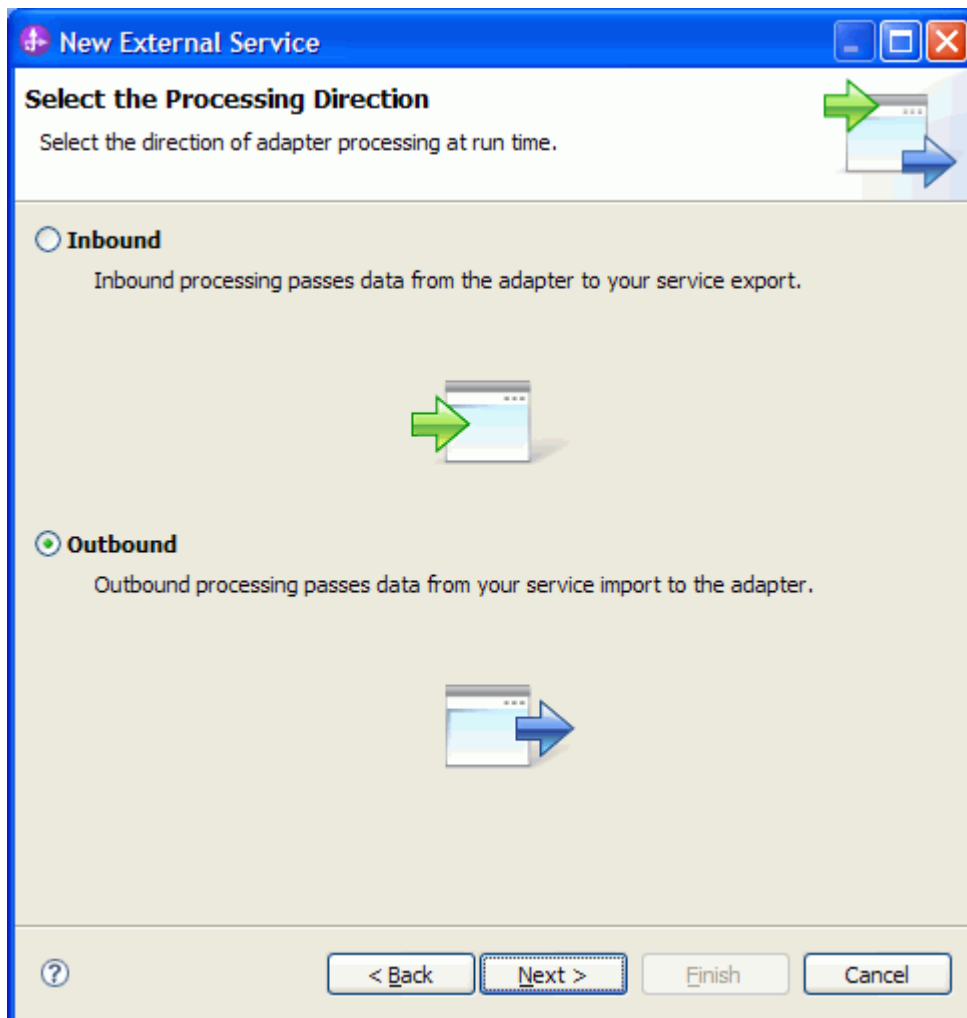 New External Service
Select the Processing Direction
Select the direction of adapter processing at run time.
Inbound
Inbound processing passes data from the adapter to your service export.
Outbound
Outbound processing passes data from your service import to the adapter.
?
< Back
Next >
Finish
Cancel